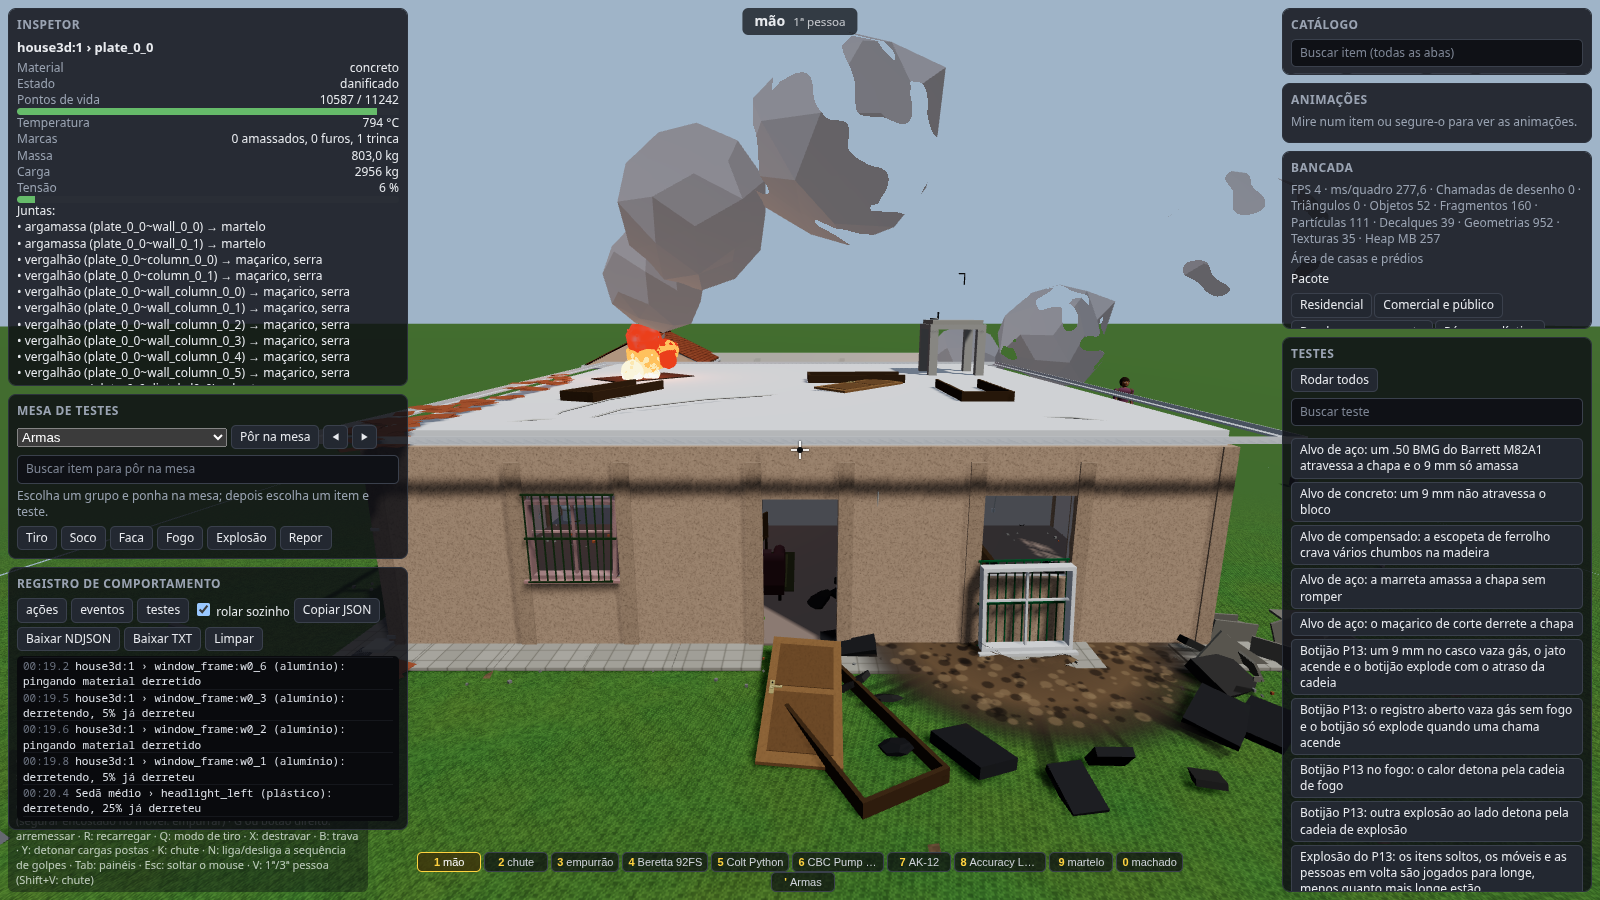 INSPETOR
house3d:1 › plate_0_0
Material concreto
Estado danificado
Pontos de vida 10587 / 11242
Temperatura 794 °C
Marcas 0 amassados, 0 furos, 1 trinca
Massa 803,0 kg
Carga 2956 kg
Tensão 6 %
Juntas:
• argamassa (plate_0_0~wall_0_0) → martelo
• argamassa (plate_0_0~wall_0_1) → martelo
• vergalhão (plate_0_0~column_0_0) → maçarico, serra
• vergalhão (plate_0_0~column_0_1) → maçarico, serra
• vergalhão (plate_0_0~wall_column_0_0) → maçarico, serra
• vergalhão (plate_0_0~wall_column_0_1) → maçarico, serra
• vergalhão (plate_0_0~wall_column_0_2) → maçarico, serra
• vergalhão (plate_0_0~wall_column_0_3) → maçarico, serra
• vergalhão (plate_0_0~wall_column_0_4) → maçarico, serra
• vergalhão (plate_0_0~wall_column_0_5) → maçarico, serra
MESA DE TESTES
Armas Pôr na mesa ◄ ►
Buscar item para pôr na mesa
Escolha um grupo e ponha na mesa; depois escolha um item e
teste.
Tiro Soco Faca Fogo Explosão Repor
REGISTRO DE COMPORTAMENTO
ações eventos testes rolar sozinho Copiar JSON
Baixar NDJSON Baixar TXT Limpar
00:19.2 house3d:1 › window_frame:w0_6 (alumínio):
pingando material derretido
00:19.5 house3d:1 › window_frame:w0_3 (alumínio):
derretendo, 5% já derreteu
00:19.6 house3d:1 › window_frame:w0_2 (alumínio):
pingando material derretido
00:19.8 house3d:1 › window_frame:w0_1 (alumínio):
derretendo, 5% já derreteu
00:20.4 Sedã médio › headlight_left (plástico):
derretendo, 25% já derreteu
arremessar · R: recarregar · Q: modo de tiro · X: destravar · B: trava
· Y: detonar cargas postas · K: chute · N: liga/desliga a sequência
de golpes · Tab: painéis · Esc: soltar o mouse · V: 1ª/3ª pessoa
(Shift+V: chute)
mão 1ª pessoa
1 mão 2 chute 3 empurrão 4 Beretta 92FS 5 Colt Python 6 CBC Pump ... 7 AK-12 8 Accuracy L... 9 martelo 0 machado
' Armas
CATÁLOGO
Buscar item (todas as abas)
ANIMAÇÕES
Mire num item ou segure-o para ver as animações.
BANCADA
FPS 4 · ms/quadro 277,6 · Chamadas de desenho 0 ·
Triângulos 0 · Objetos 52 · Fragmentos 160 ·
Partículas 111 · Decalques 39 · Geometrias 952 ·
Texturas 35 · Heap MB 257
Área de casas e prédios
Pacote
Residencial Comercial e público
TESTES
Rodar todos
Buscar teste
Alvo de aço: um .50 BMG do Barrett M82A1
atravessa a chapa e o 9 mm só amassa
Alvo de concreto: um 9 mm não atravessa o
bloco
Alvo de compensado: a escopeta de ferrolho
crava vários chumbos na madeira
Alvo de aço: a marreta amassa a chapa sem
romper
Alvo de aço: o maçarico de corte derrete a chapa
Botijão P13: um 9 mm no casco vaza gás, o jato
acende e o botijão explode com o atraso da
cadeia
Botijão P13: o registro aberto vaza gás sem fogo
e o botijão só explode quando uma chama
acende
Botijão P13 no fogo: o calor detona pela cadeia
de fogo
Botijão P13: outra explosão ao lado detona pela
cadeia de explosão
Explosão do P13: os itens soltos, os móveis e as
pessoas em volta são jogados para longe,
menos quanto mais longe estão